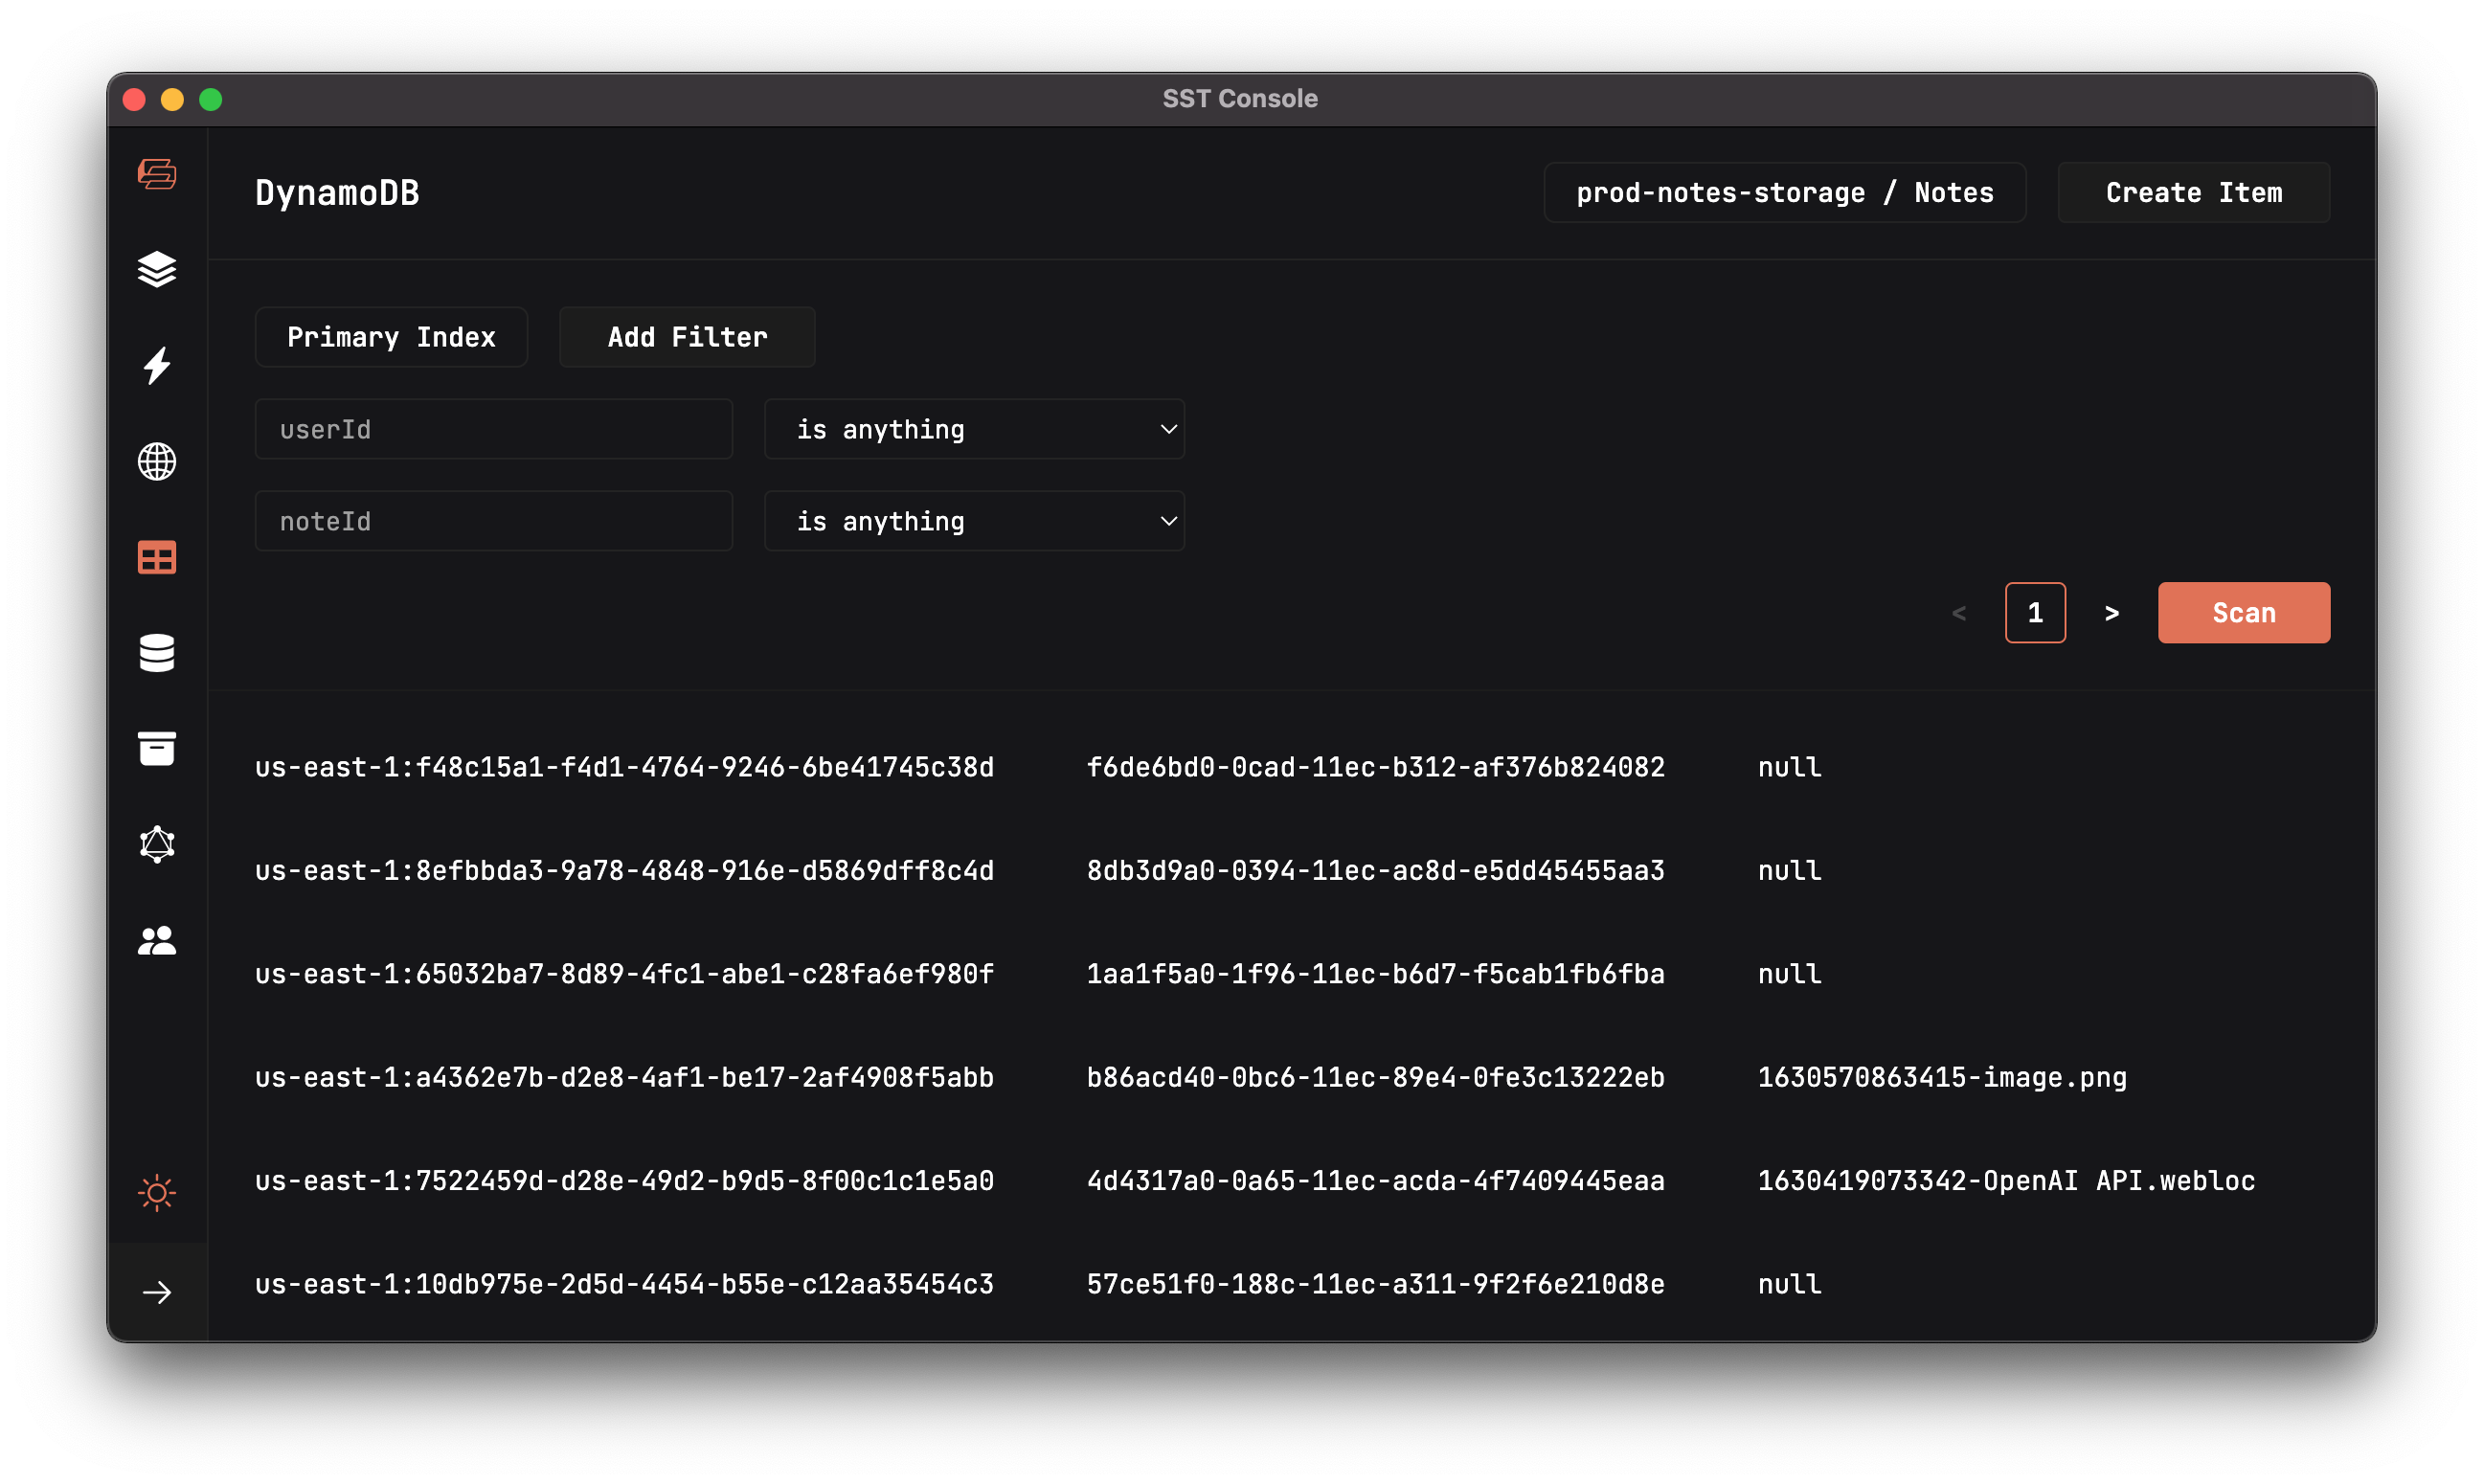 SST Console
DynamoDB
prod-notes-storage / Notes
Create Item
Primary Index
Add Filter
userId
is anything
noteId
is anything
< 1 >
Scan
us-east-1:f48c15a1-f4d1-4764-9246-6be41745c38d f6de6bd0-0cad-11ec-b312-af376b824082 null
us-east-1:8efbbda3-9a78-4848-916e-d5869dff8c4d 8db3d9a0-0394-11ec-ac8d-e5dd45455aa3 null
us-east-1:65032ba7-8d89-4fc1-abe1-c28fa6ef980f 1aa1f5a0-1f96-11ec-b6d7-f5cab1fb6fba null
us-east-1:a4362e7b-d2e8-4af1-be17-2af4908f5abb b86acd40-0bc6-11ec-89e4-0fe3c13222eb 1630570863415-image.png
us-east-1:7522459d-d28e-49d2-b9d5-8f00c1c1e5a0 4d4317a0-0a65-11ec-acda-4f7409445eaa 1630419073342-OpenAI API.webloc
us-east-1:10db975e-2d5d-4454-b55e-c12aa35454c3 57ce51f0-188c-11ec-a311-9f2f6e210d8e null